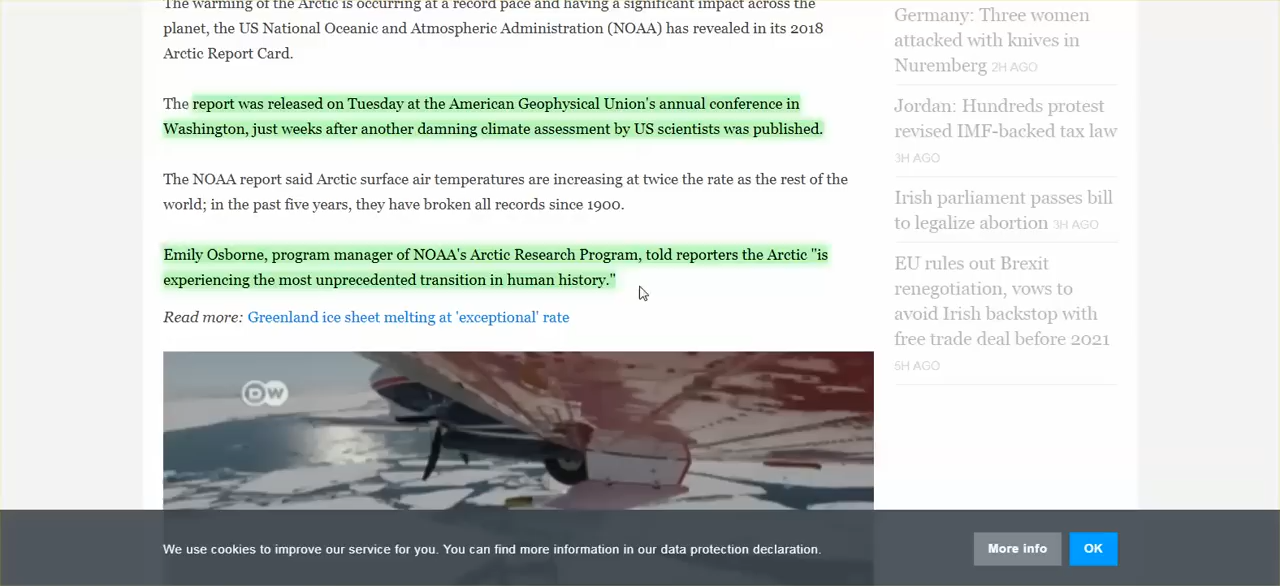 The warming of the Arctic is occurring at a record pace and having a significant impact across the
planet, the US National Oceanic and Atmospheric Administration (NOAA) has revealed in its 2018
Arctic Report Card.
The report was released on Tuesday at the American Geophysical Union's annual conference in
Washington, just weeks after another damning climate assessment by US scientists was published.
The NOAA report said Arctic surface air temperatures are increasing at twice the rate as the rest of the
world; in the past five years, they have broken all records since 1900.
Emily Osborne, program manager of NOAA's Arctic Research Program, told reporters the Arctic "is
experiencing the most unprecedented transition in human history."
Read more: Greenland ice sheet melting at 'exceptional' rate
DW
Germany: Three women
attacked with knives in
Nuremberg 2H AGO
Jordan: Hundreds protest
revised IMF-backed tax law
3H AGO
Irish parliament passes bill
to legalize abortion 3H AGO
EU rules out Brexit
renegotiation, vows to
avoid Irish backstop with
free trade deal before 2021
5H AGO
We use cookies to improve our service for you. You can find more information in our data protection declaration.
More info
OK